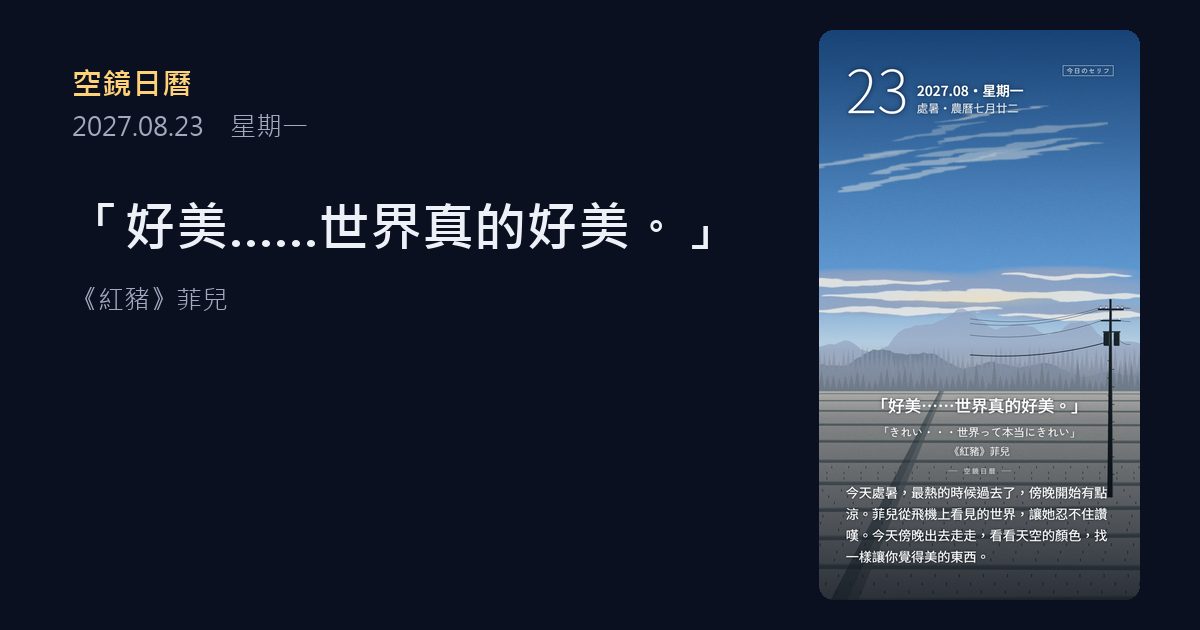 空鏡日曆
2027.08.23　星期一
「好美……世界真的好美。」
《紅豬》菲兒
23
2027.08・星期一
處暑・農曆七月廿二
今日のセリフ
「好美……世界真的好美。」
「きれい・・・世界って本当にきれい」
《紅豬》菲兒
— 空鏡日曆 —
今天處暑，最熱的時候過去了，傍晚開始有點
涼。菲兒從飛機上看見的世界，讓她忍不住讚
嘆。今天傍晚出去走走，看看天空的顏色，找
一樣讓你覺得美的東西。